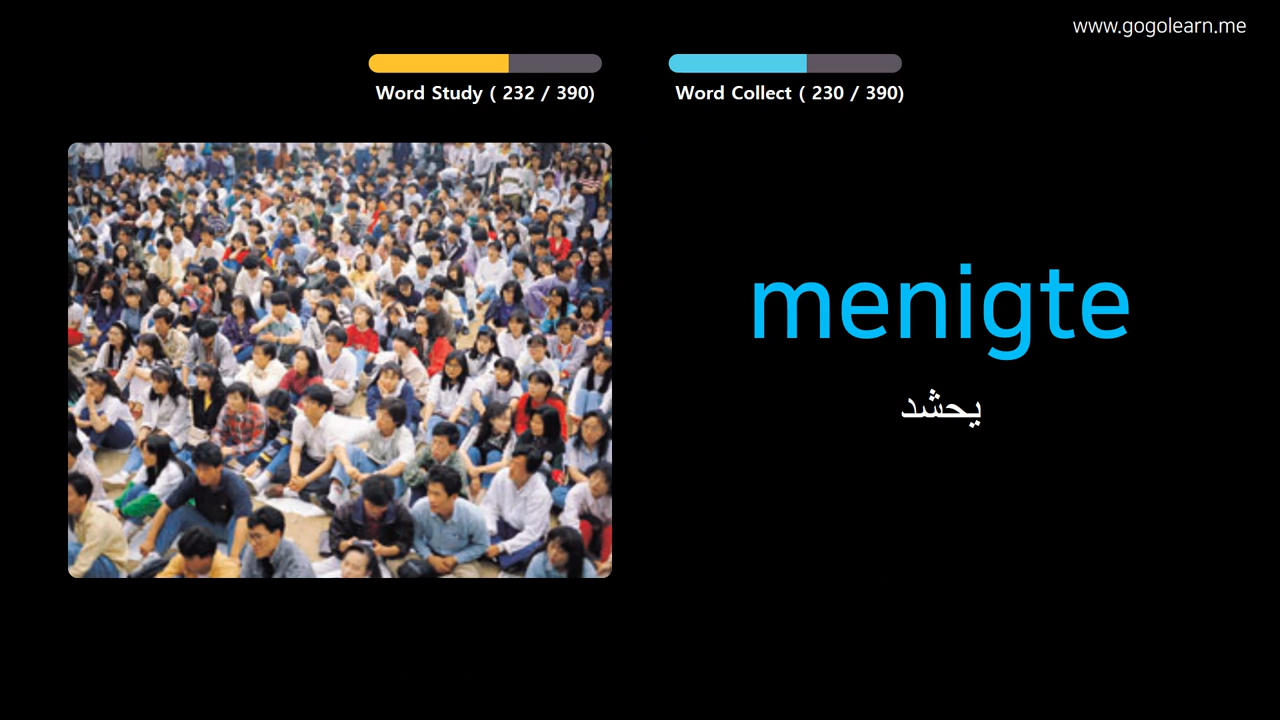 www.gogolearn.me
Word Study ( 232 / 390)
Word Collect ( 230 / 390)
menigte
يحشد